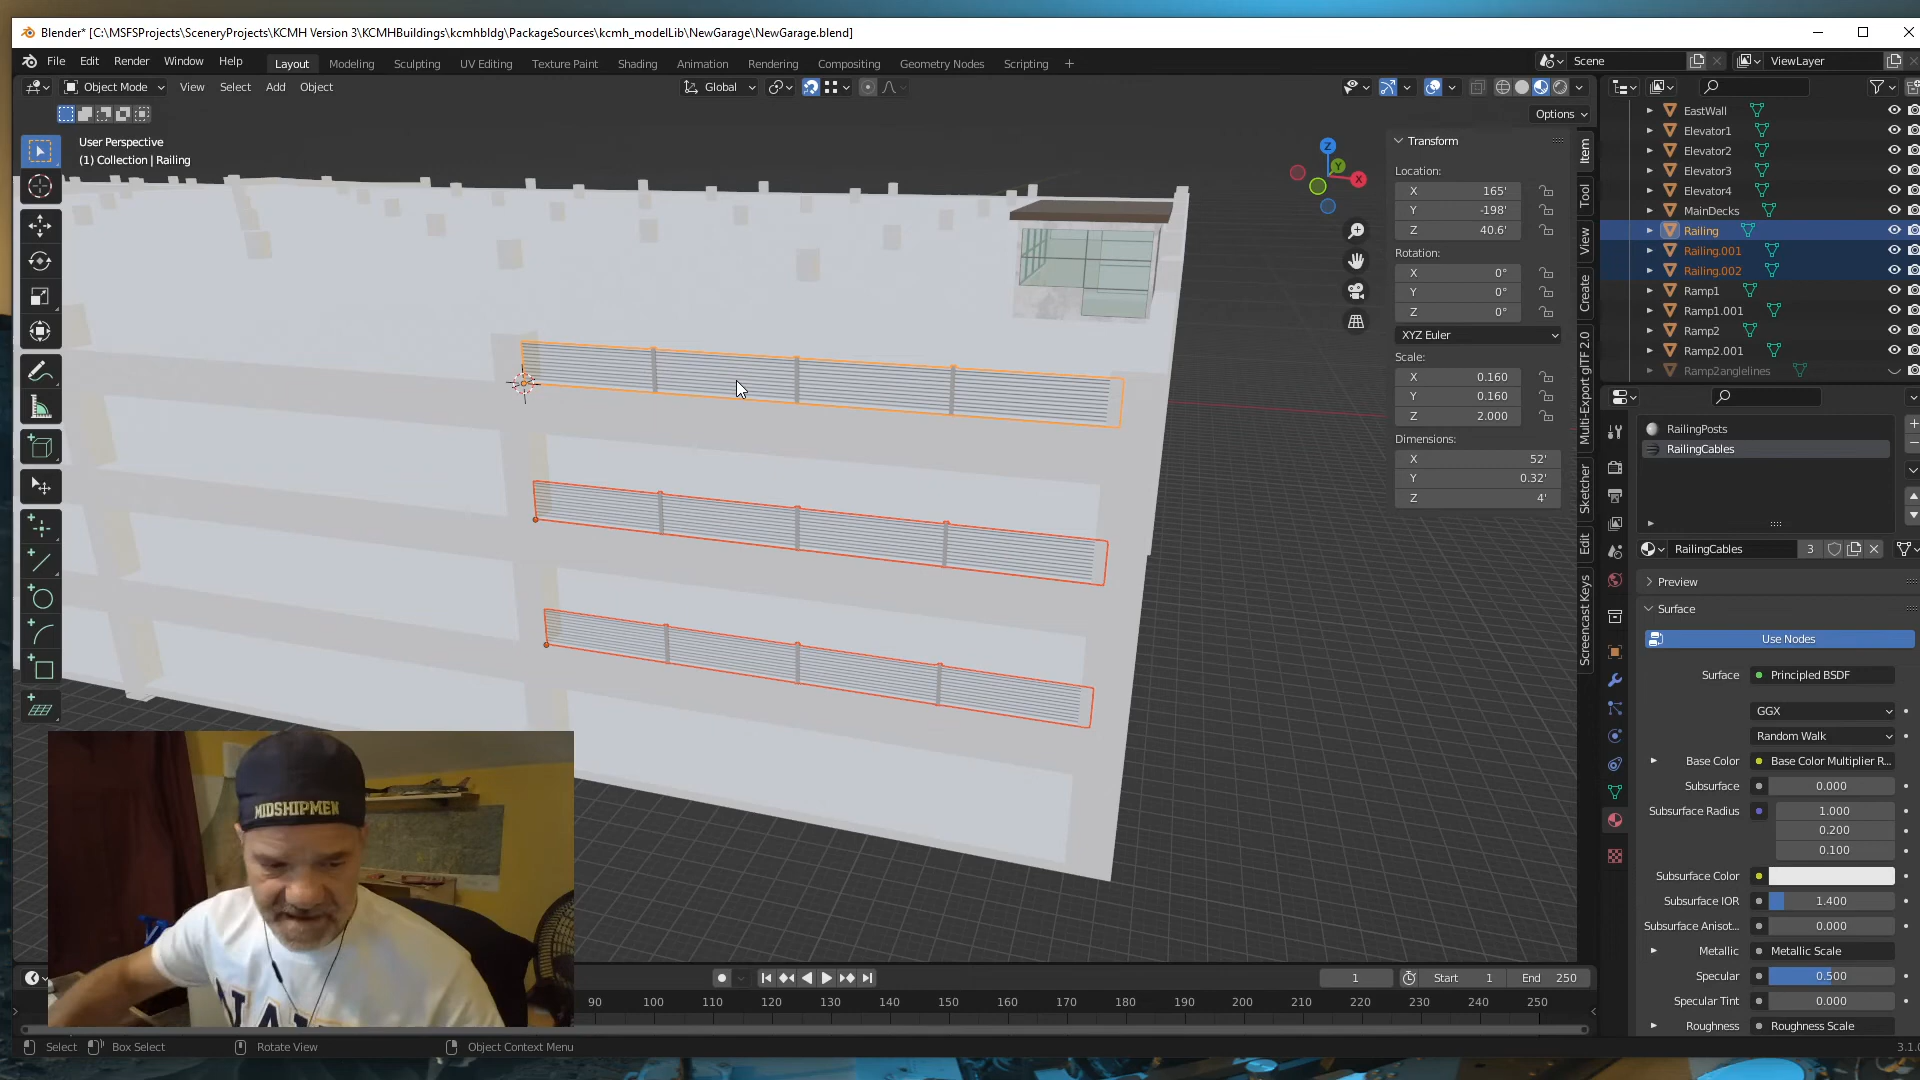 Blender* [C:\MSFSProjects\SceneryProjects\KCMH Version 3\KCMHBuildings\kcmhbldg\PackageSources\kcmh_modelLib\NewGarage\NewGarage.blend]
File Edit Render Window Help Layout Modeling Sculpting UV Editing Texture Paint Shading Animation Rendering Compositing Geometry Nodes Scripting + Scene ViewLayer
Object Mode View Select Add Object Global
Options
User Perspective
(1) Collection | Railing
Z
Y
X
Transform
Location:
X 165'
Y -198'
Z 40.6'
Rotation:
X 0°
Y 0°
Z 0°
XYZ Euler
Scale:
X 0.160
Y 0.160
Z 2.000
Dimensions:
X 52'
Y 0.32'
Z 4'
Item
Tool
View
Create
Multi-Export glTF 2.0
Sketcher
Edit
Screencast Keys
EastWall
Elevator1
Elevator2
Elevator3
Elevator4
MainDecks
Railing
Railing.001
Railing.002
Ramp1
Ramp1.001
Ramp2
Ramp2.001
Ramp2anglelines
RailingPosts
RailingCables
RailingCables 3
Preview
Surface
Use Nodes
Surface Principled BSDF
GGX
Random Walk
Base Color Base Color Multiplier R...
Subsurface 0.000
Subsurface Radius 1.000
0.200
0.100
Subsurface Color
Subsurface IOR 1.400
Subsurface Anisot... 0.000
Metallic Metallic Scale
Specular 0.500
Specular Tint 0.000
Roughness Roughness Scale
MIDSHIPMEN
1 Start 1 End 250
90 100 110 120 130 140 150 160 170 180 190 200 210 220 230 240 250
Select Box Select Rotate View Object Context Menu
3.1.0